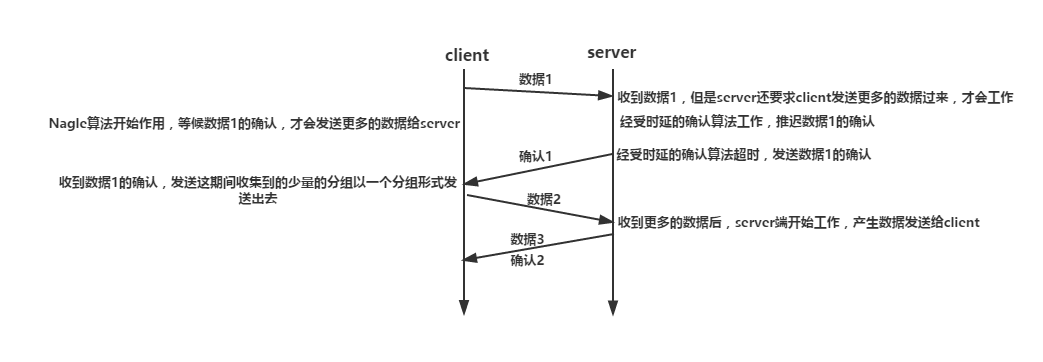 client
server
数据1
收到数据1，但是server还要求client发送更多的数据过来，才会工作
Nagle算法开始作用，等候数据1的确认，才会发送更多的数据给server
经受时延的确认算法工作，推迟数据1的确认
确认1
经受时延的确认算法超时，发送数据1的确认
收到数据1的确认，发送这期间收集到的少量的分组以一个分组形式发
送出去
数据2
收到更多的数据后，server端开始工作，产生数据发送给client
数据3
确认2